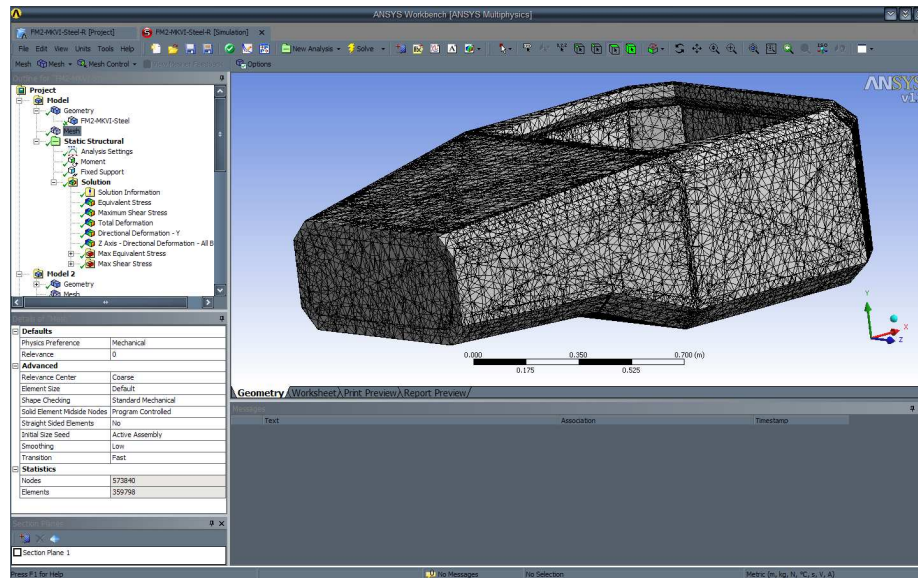 ANSYS Workbench [ANSYS Multiphysics]
FM2-MKVI-Steel-R [Project]
FM2-MKVI-Steel-R [Simulation]
File Edit View Units Tools Help
New Analysis
Solve
Mesh Mesh Mesh Control
Options
Project
Model
Geometry
FM2-MKVI-Steel
Mesh
Static Structural
Analysis Settings
Moment
Fixed Support
Solution
Solution Information
Equivalent Stress
Maximum Shear Stress
Total Deformation
Directional Deformation - Y
Z Axis - Directional Deformation - All B
Max Equivalent Stress
Max Shear Stress
Model 2
Geometry
Mesh
ANSYS
v1
Y
X
Z
0.000 0.350 0.700 (m)
0.175 0.525
Geometry Worksheet Print Preview Report Preview
Defaults
Physics Preference Mechanical
Relevance 0
Advanced
Relevance Center Coarse
Element Size Default
Shape Checking Standard Mechanical
Solid Element Midside Nodes Program Controlled
Straight Sided Elements No
Initial Size Seed Active Assembly
Smoothing Low
Transition Fast
Statistics
Nodes 573840
Elements 359798
Messages
Text Association Timestamp
Section Planes
Section Plane 1
Press F1 for Help
No Messages
No Selection
Metric (m, kg, N, °C, s, V, A)